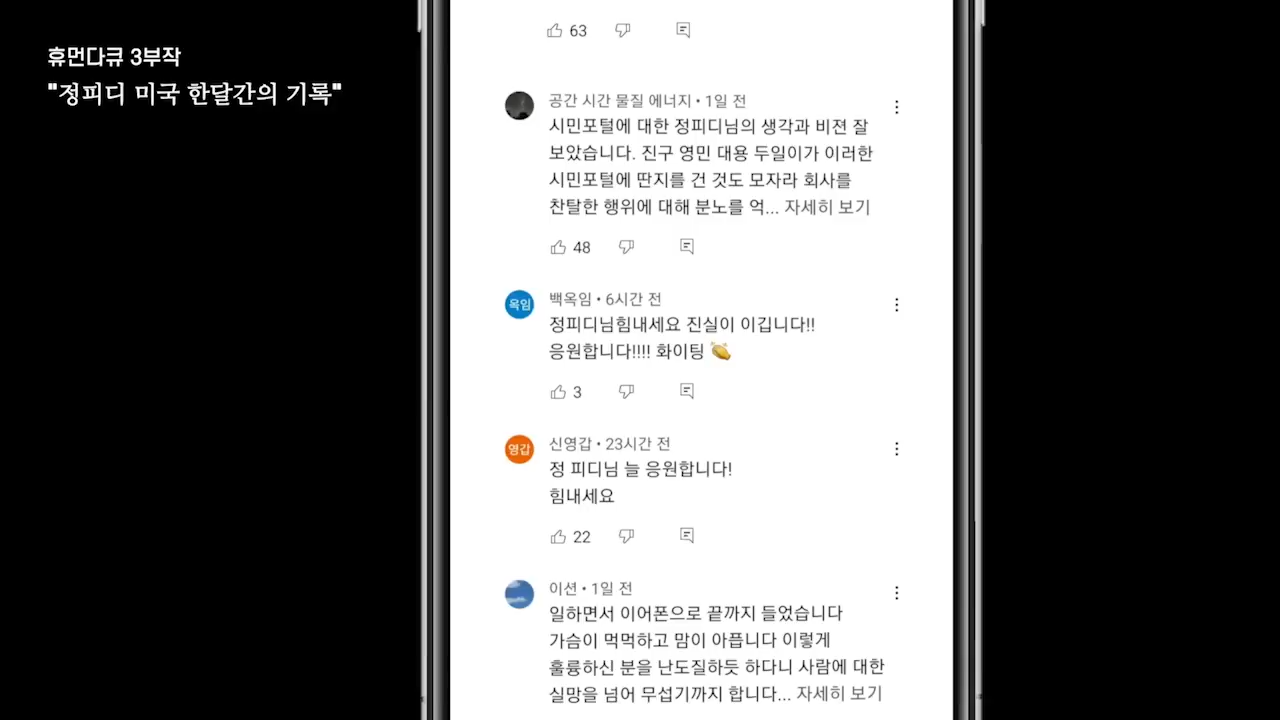 휴먼다큐 3부작
"정피디 미국 한달간의 기록"
63
공간 시간 물질 에너지 • 1일 전
시민포털에 대한 정피디님의 생각과 비젼 잘
보았습니다. 진구 영민 대용 두일이가 이러한
시민포털에 딴지를 건 것도 모자라 회사를
찬탈한 행위에 대해 분노를 억... 자세히 보기
48
옥임
백옥임 • 6시간 전
정피디님힘내세요 진실이 이깁니다!!
응원합니다!!!! 화이팅 👏
3
영갑
신영갑 • 23시간 전
정 피디님 늘 응원합니다!
힘내세요
22
이션 • 1일 전
일하면서 이어폰으로 끝까지 들었습니다
가슴이 먹먹하고 맘이 아픕니다 이렇게
훌륭하신 분을 난도질하듯 하다니 사람에 대한
실망을 넘어 무섭기까지 합니다... 자세히 보기